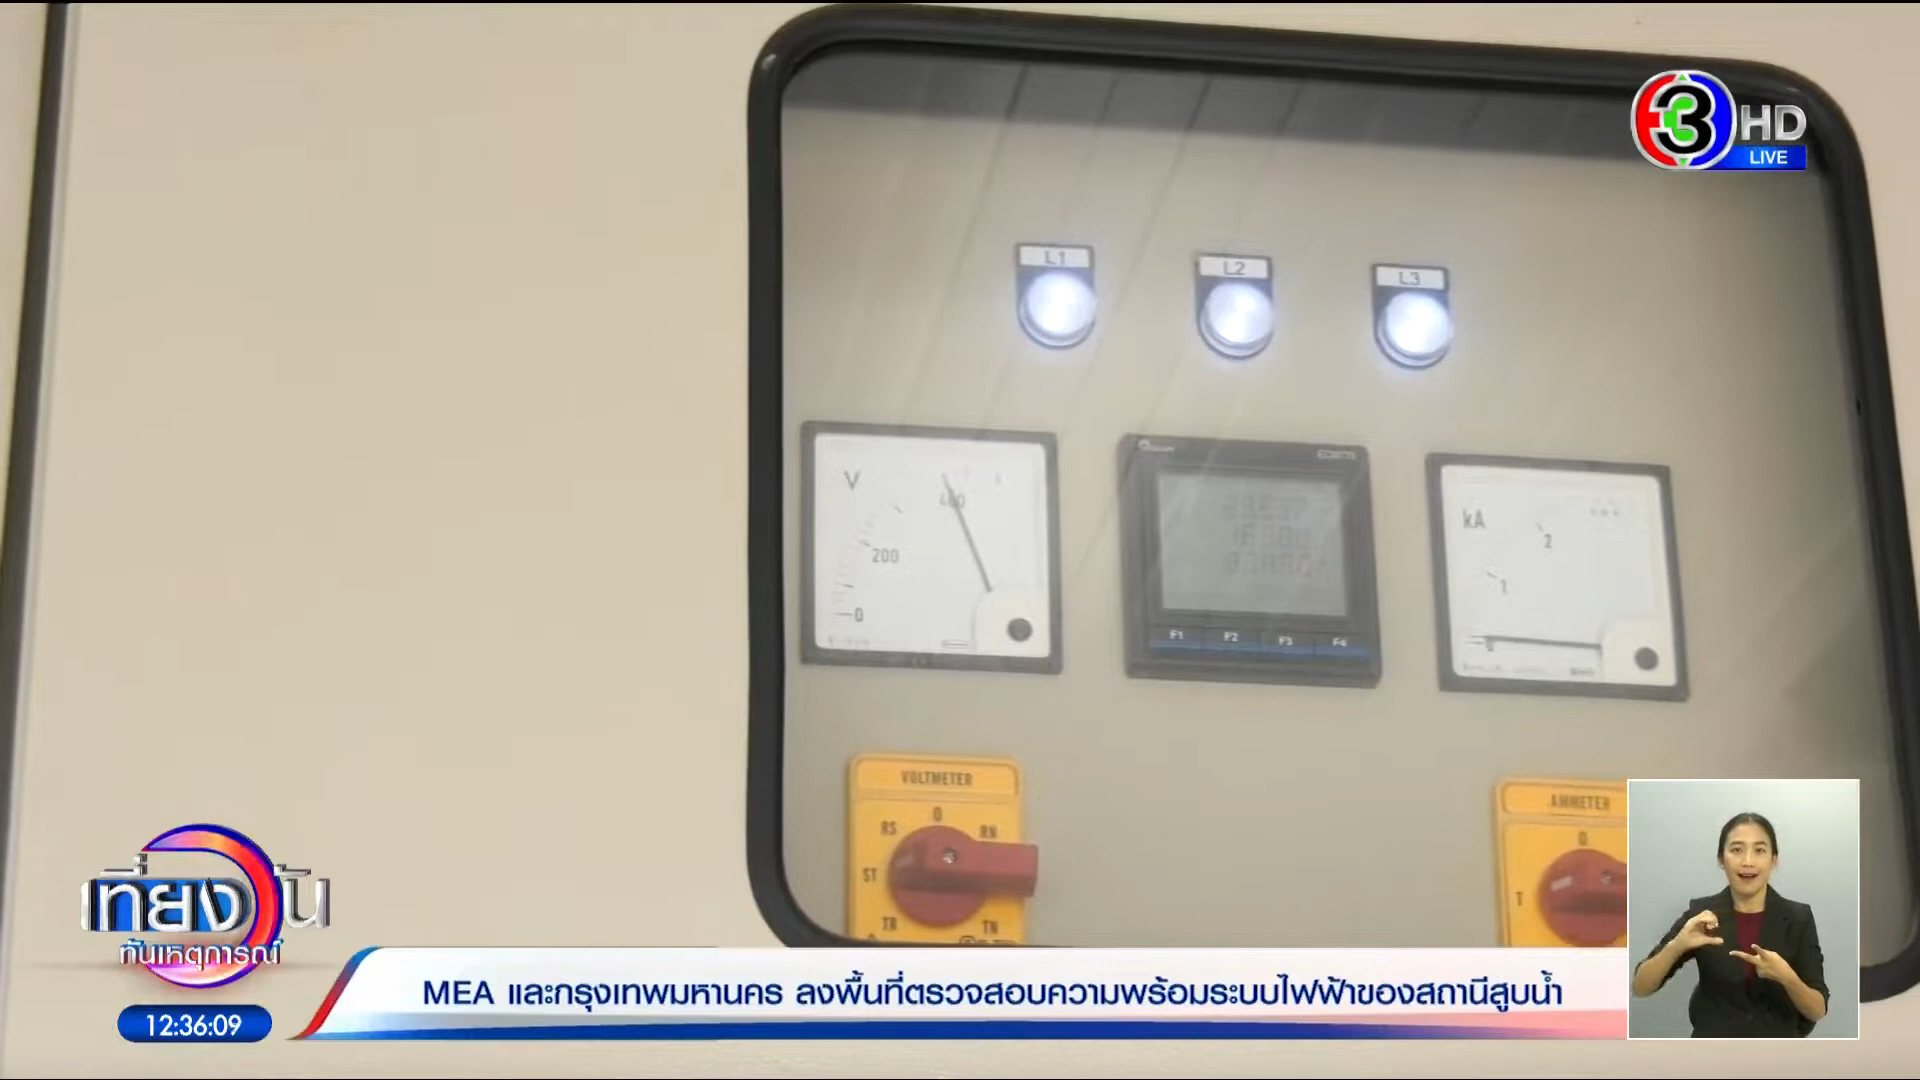 3 HD
LIVE
L1
L2
L3
V
400
200
0
F1 F2 F3 F4
kA
2
1
0
VOLTMETER
0
RS RN
ST
TR TN
AMMETER
0
T
เที่ยงวัน
ทันเหตุการณ์
12:36:09
MEA และกรุงเทพมหานคร ลงพื้นที่ตรวจสอบความพร้อมระบบไฟฟ้าของสถานีสูบน้ำ